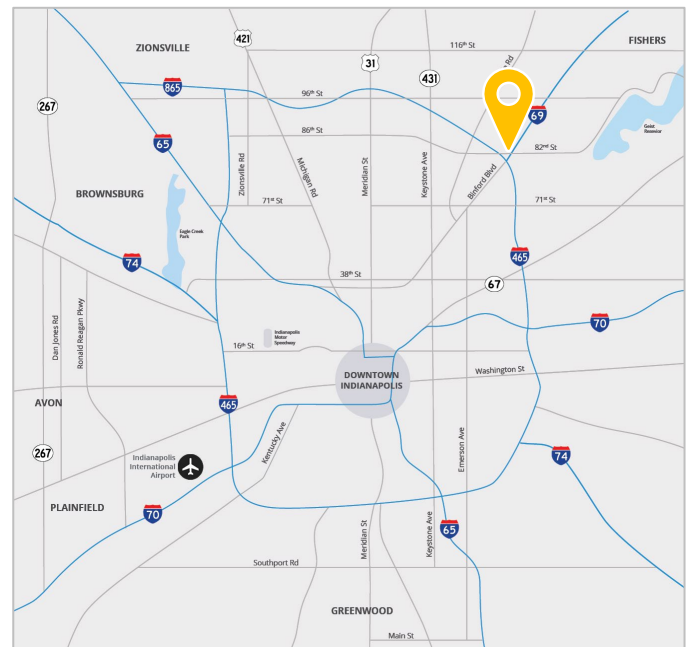 ZIONSVILLE
421
116th St
FISHERS
31
Rd
431
865
96th St
267
69
86th St
65
82nd St
Geist
Zionsville Rd
Michigan Rd
Meridian St
Keystone Ave
Binford Blvd
BROWNSBURG
71st St
71st St
Eagle Creek
Park
465
74
38th St
67
Dan Jones Rd
Ronald Reagan Pkwy
Indianapolis
Motor
Speedway
70
16th St
DOWNTOWN
INDIANAPOLIS
Washington St
AVON
465
267
Kentucky Ave
Emerson Ave
Indianapolis
International
Airport
74
PLAINFIELD
70
Meridian St
Keystone Ave
65
Southport Rd
GREENWOOD
Main St